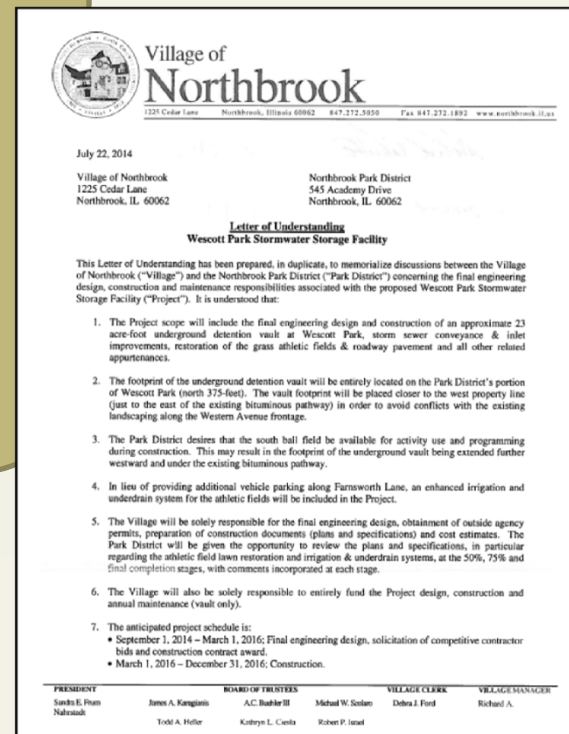 Village of
Northbrook
1225 Cedar Lane Northbrook, Illinois 60062 847.272.5050 Fax 847.272.1892 www.northbrook.il.us
July 22, 2014
Village of Northbrook Northbrook Park District
1225 Cedar Lane 545 Academy Drive
Northbrook, IL 60062 Northbrook, IL 60062
Letter of Understanding
Wescott Park Stormwater Storage Facility
This Letter of Understanding has been prepared, in duplicate, to memorialize discussions between the Village
of Northbrook ("Village") and the Northbrook Park District ("Park District") concerning the final engineering
design, construction and maintenance responsibilities associated with the proposed Wescott Park Stormwater
Storage Facility ("Project"). It is understood that:
1. The Project scope will include the final engineering design and construction of an approximate 23
acre-foot underground detention vault at Wescott Park, storm sewer conveyance & inlet
improvements, restoration of the grass athletic fields & roadway pavement and all other related
appurtenances.
2. The footprint of the underground detention vault will be entirely located on the Park District's portion
of Wescott Park (north 375-feet). The vault footprint will be placed closer to the west property line
(just to the east of the existing bituminous pathway) in order to avoid conflicts with the existing
landscaping along the Western Avenue frontage.
3. The Park District desires that the south ball field be available for activity use and programming
during construction. This may result in the footprint of the underground vault being extended further
westward and under the existing bituminous pathway.
4. In lieu of providing additional vehicle parking along Farnsworth Lane, an enhanced irrigation and
underdrain system for the athletic fields will be included in the Project.
5. The Village will be solely responsible for the final engineering design, obtainment of outside agency
permits, preparation of construction documents (plans and specifications) and cost estimates. The
Park District will be given the opportunity to review the plans and specifications, in particular
regarding the athletic field lawn restoration and irrigation & underdrain systems, at the 50%, 75% and
final completion stages, with comments incorporated at each stage.
6. The Village will also be solely responsible to entirely fund the Project design, construction and
annual maintenance (vault only).
7. The anticipated project schedule is:
• September 1, 2014 – March 1, 2016; Final engineering design, solicitation of competitive contractor
bids and construction contract award.
• March 1, 2016 – December 31, 2016; Construction.
PRESIDENT BOARD OF TRUSTEES VILLAGE CLERK VILLAGE MANAGER
Sandra E. Frum James A. Karagianis A.C. Buehler III Michael W. Scolaro Debra J. Ford Richard A.
Nahrstadt
Todd A. Heller Kathryn L. Ciesla Robert P. Israel